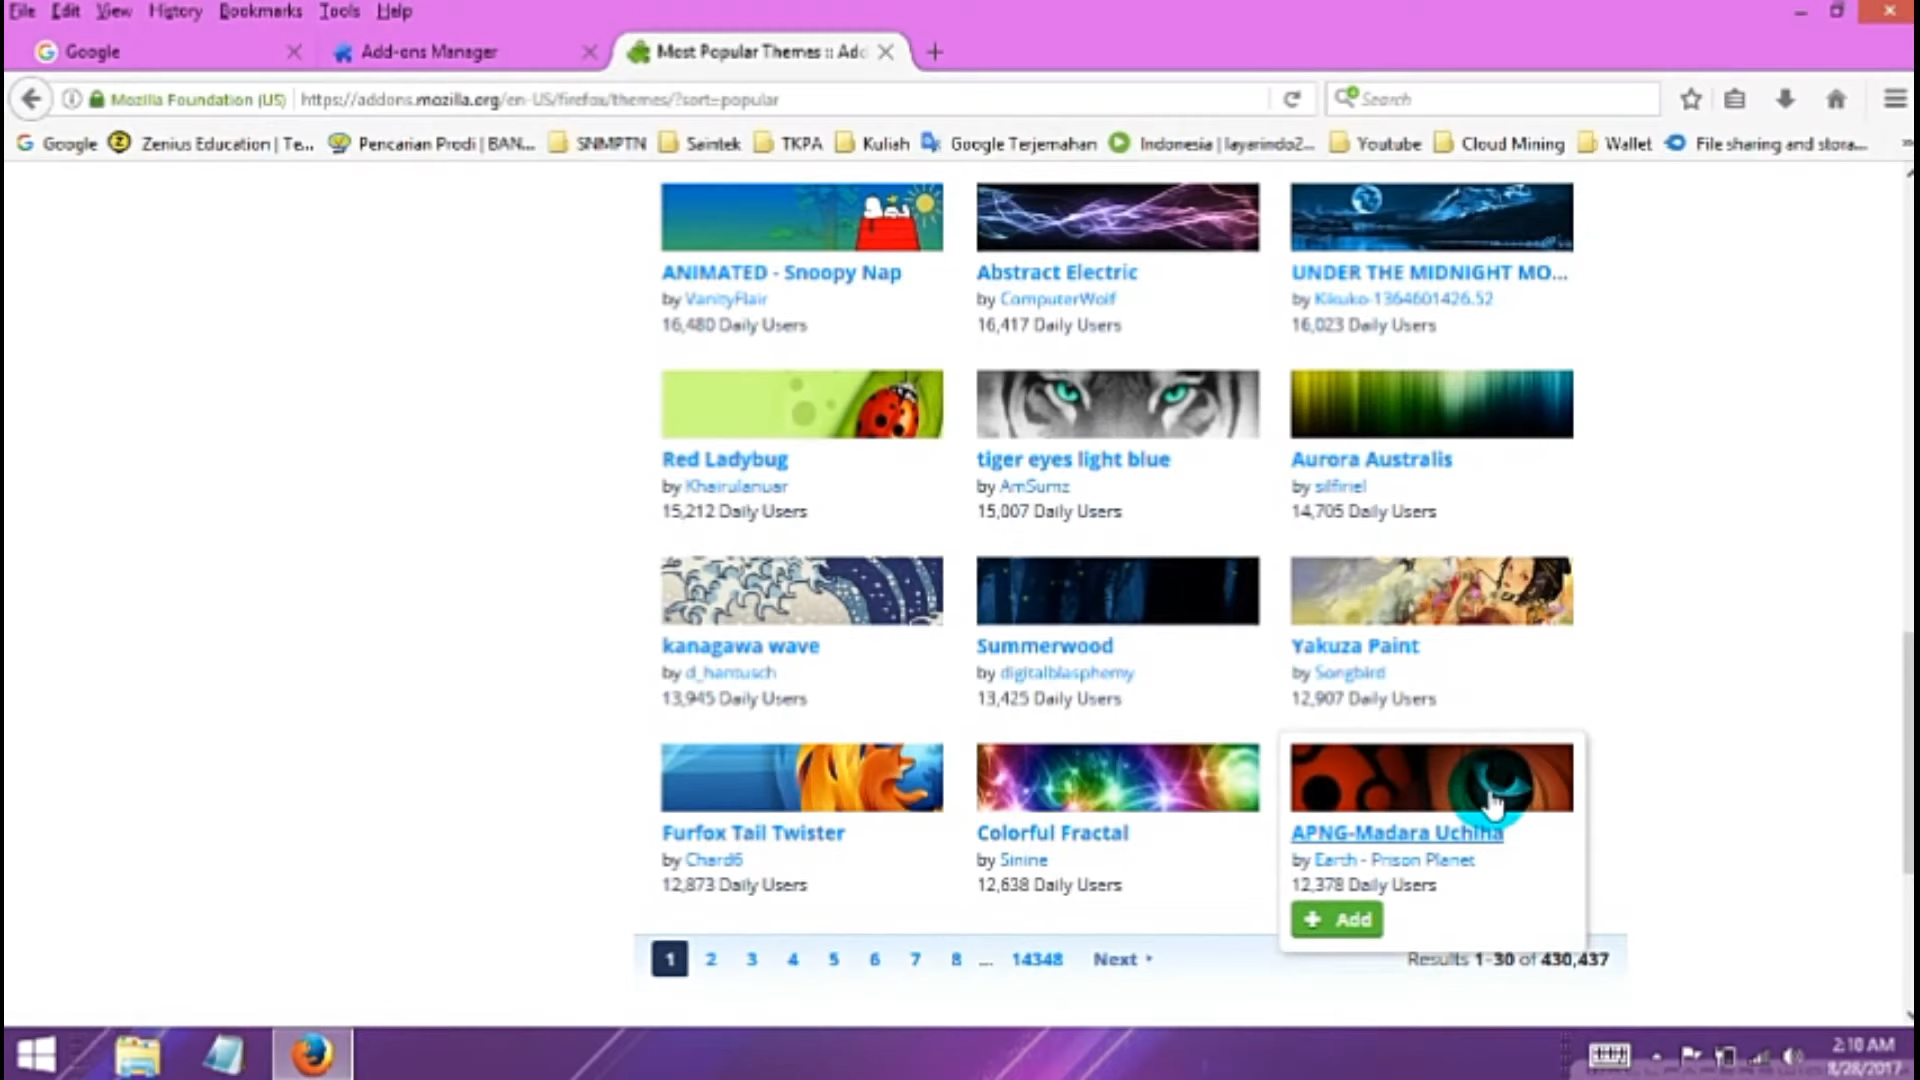 File Edit View History Bookmarks Tools Help
Google Add-ons Manager Most Popular Themes :: Add
Mozilla Foundation (US) https://addons.mozilla.org/en-US/firefox/themes/?sort=popular Search
Google Zenius Education | Te... Pencarian Prodi | BAN... SNMPTN Saintek TKPA Kuliah Google Terjemahan Indonesia | layarindo2... Youtube Cloud Mining Wallet File sharing and stora...
ANIMATED - Snoopy Nap Abstract Electric UNDER THE MIDNIGHT MO...
by VanityFlair by ComputerWolf by Kikuko-1364601426.52
16,480 Daily Users 16,417 Daily Users 16,023 Daily Users
Red Ladybug tiger eyes light blue Aurora Australis
by Khairulanuar by AmSumz by silfiriel
15,212 Daily Users 15,007 Daily Users 14,705 Daily Users
kanagawa wave Summerwood Yakuza Paint
by d_hantusch by digitalblasphemy by Songbird
13,945 Daily Users 13,425 Daily Users 12,907 Daily Users
Furfox Tail Twister Colorful Fractal APNG-Madara Uchiha
by Chard6 by Sinine by Earth - Prison Planet
12,873 Daily Users 12,638 Daily Users 12,378 Daily Users
+ Add
1 2 3 4 5 6 7 8 ... 14348 Next Results 1-30 of 430,437
2:10 AM
8/28/2017